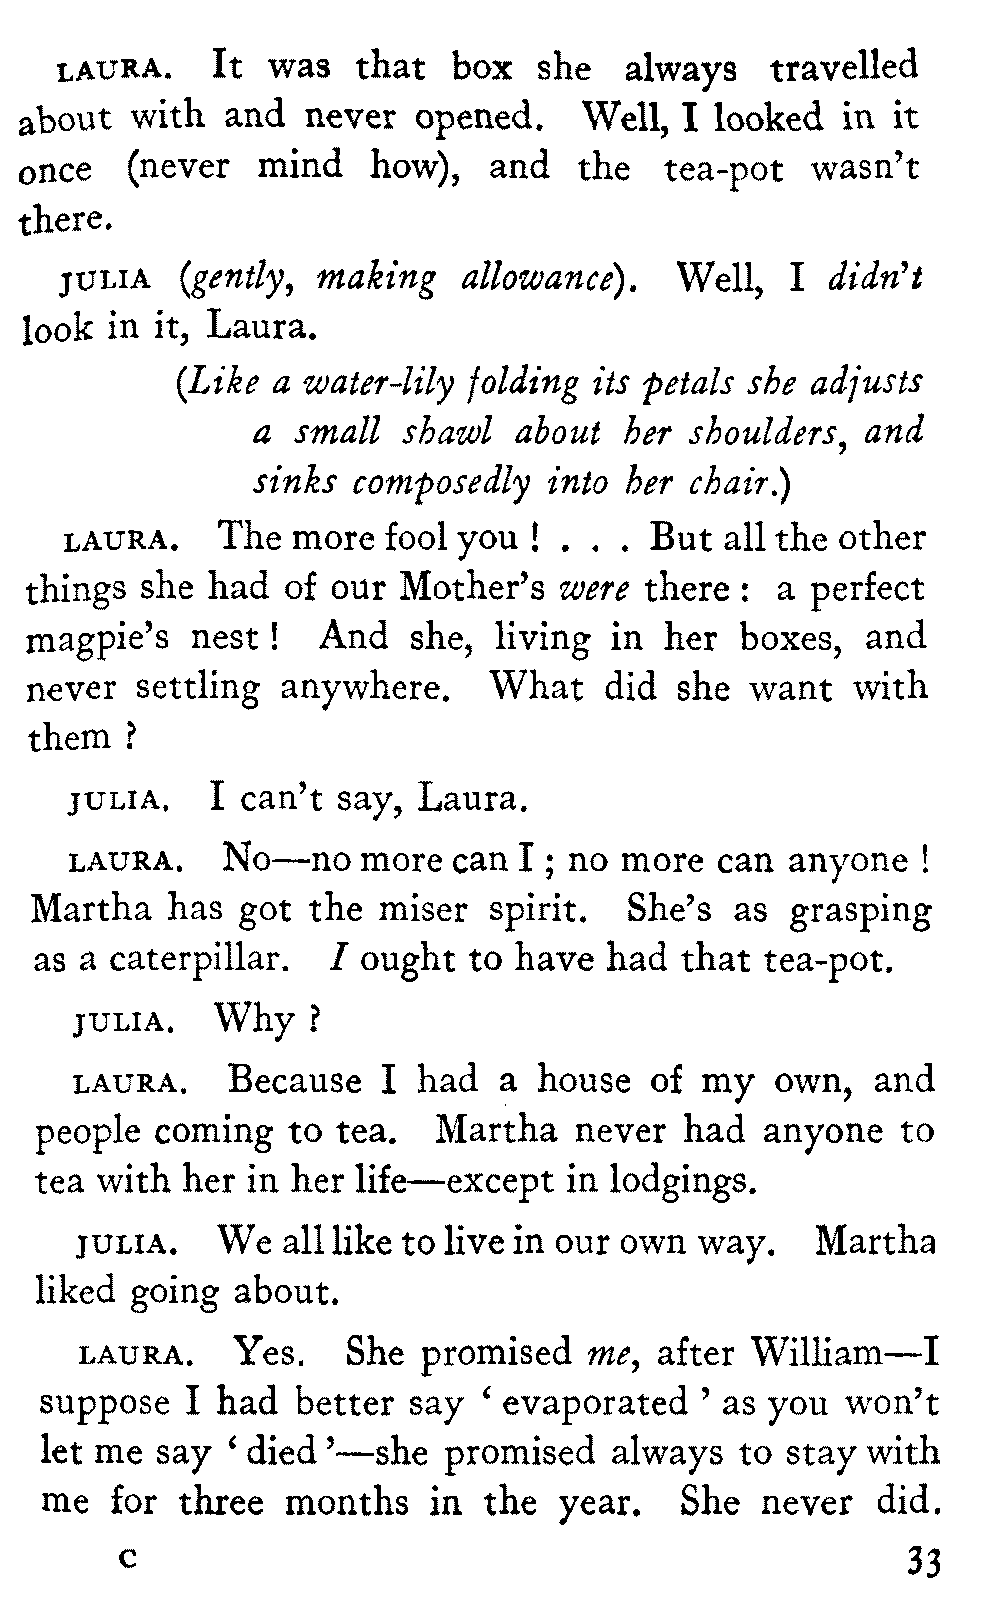 LAURA. It was that box she always travelled
about with and never opened. Well, I looked in it
once (never mind how), and the tea-pot wasn't
there.
JULIA (gently, making allowance). Well, I didn't
look in it, Laura.
(Like a water-lily folding its petals she adjusts
a small shawl about her shoulders, and
sinks composedly into her chair.)
LAURA. The more fool you ! . . . But all the other
things she had of our Mother's were there : a perfect
magpie's nest ! And she, living in her boxes, and
never settling anywhere. What did she want with
them ?
JULIA. I can't say, Laura.
LAURA. No—no more can I ; no more can anyone !
Martha has got the miser spirit. She's as grasping
as a caterpillar. I ought to have had that tea-pot.
JULIA. Why ?
LAURA. Because I had a house of my own, and
people coming to tea. Martha never had anyone to
tea with her in her life—except in lodgings.
JULIA. We all like to live in our own way. Martha
liked going about.
LAURA. Yes. She promised me, after William—I
suppose I had better say ‘ evaporated ’ as you won't
let me say ‘ died ’—she promised always to stay with
me for three months in the year. She never did.
C 33